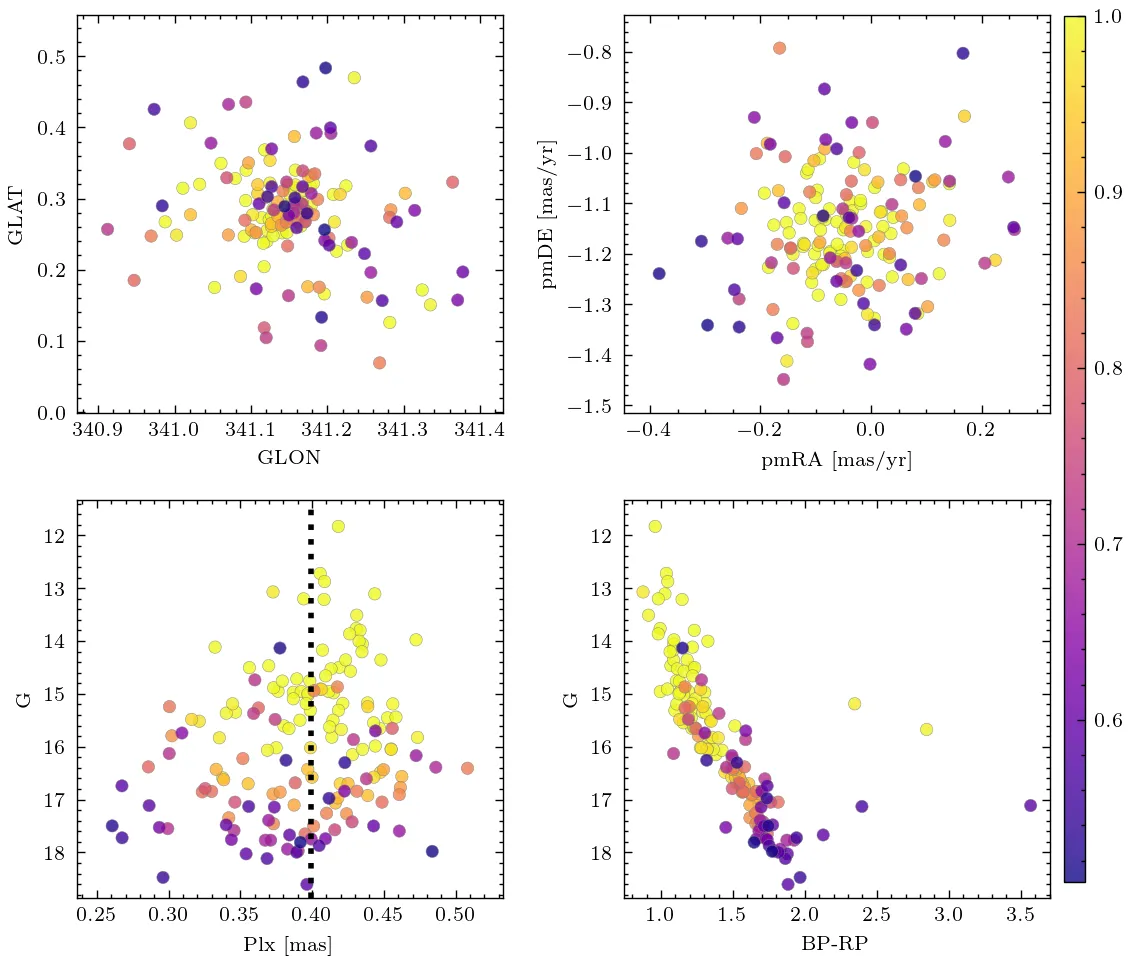 0.5
0.4
0.3
0.2
0.1
0.0
GLAT
340.9 341.0 341.1 341.2 341.3 341.4
GLON
−0.8
−0.9
−1.0
−1.1
−1.2
−1.3
−1.4
−1.5
pmDE [mas/yr]
−0.4 −0.2 0.0 0.2
pmRA [mas/yr]
1.0
0.9
0.8
0.7
0.6
12
13
14
15
16
17
18
G
0.25 0.30 0.35 0.40 0.45 0.50
Plx [mas]
12
13
14
15
16
17
18
G
1.0 1.5 2.0 2.5 3.0 3.5
BP-RP